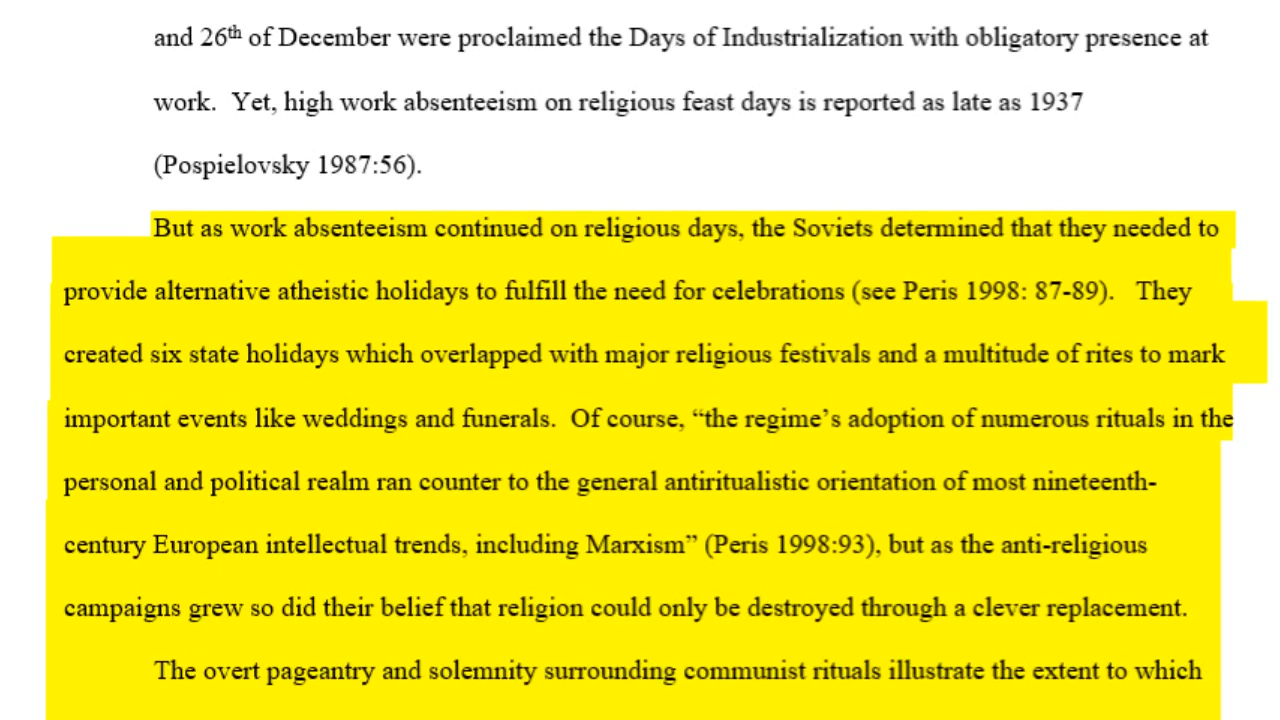 and 26th of December were proclaimed the Days of Industrialization with obligatory presence at
work.  Yet, high work absenteeism on religious feast days is reported as late as 1937
(Pospielovsky 1987:56).
But as work absenteeism continued on religious days, the Soviets determined that they needed to
provide alternative atheistic holidays to fulfill the need for celebrations (see Peris 1998: 87-89).   They
created six state holidays which overlapped with major religious festivals and a multitude of rites to mark
important events like weddings and funerals.  Of course, “the regime’s adoption of numerous rituals in the
personal and political realm ran counter to the general antiritualistic orientation of most nineteenth-
century European intellectual trends, including Marxism” (Peris 1998:93), but as the anti-religious
campaigns grew so did their belief that religion could only be destroyed through a clever replacement.
The overt pageantry and solemnity surrounding communist rituals illustrate the extent to which